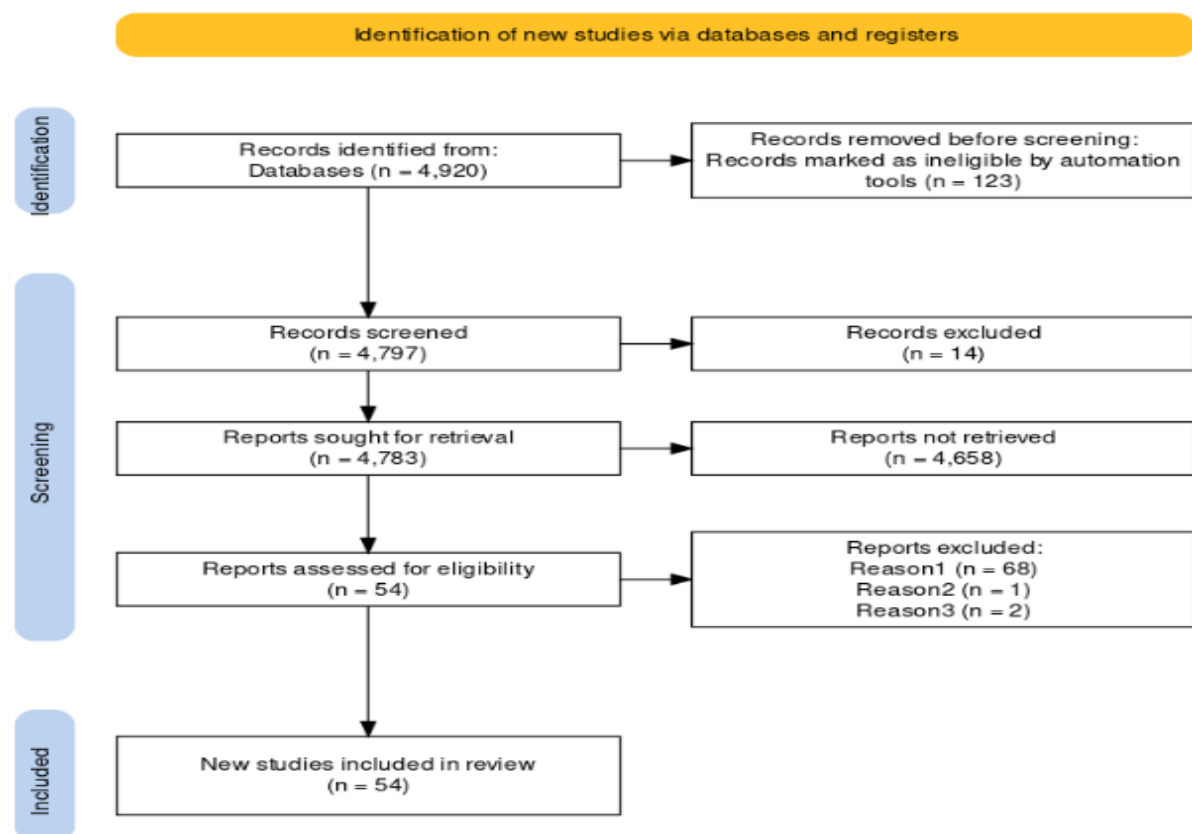 Identification of new studies via databases and registers
Identification
Records identified from:
Databases (n = 4,920)
Records removed before screening:
Records marked as ineligible by automation
tools (n = 123)
Screening
Records screened
(n = 4,797)
Records excluded
(n = 14)
Reports sought for retrieval
(n = 4,783)
Reports not retrieved
(n = 4,658)
Reports assessed for eligibility
(n = 54)
Reports excluded:
Reason1 (n = 68)
Reason2 (n = 1)
Reason3 (n = 2)
Included
New studies included in review
(n = 54)